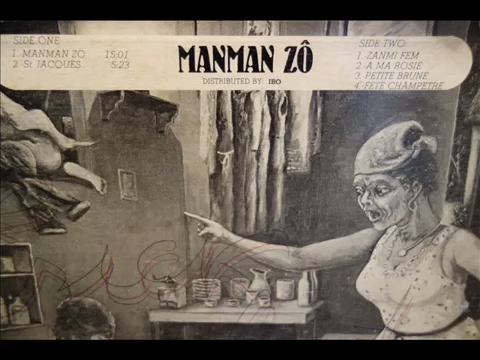 SIDE ONE
1. MANMAN ZO 15:01
2. St JACQUES 5:23
MANMAN ZÔ
DISTRIBUTED BY: IBO
SIDE TWO:
1. ZANMI FEM
2. A MA ROSIE
3. PETITE BRUNE
4. FETE CHAMPETRE